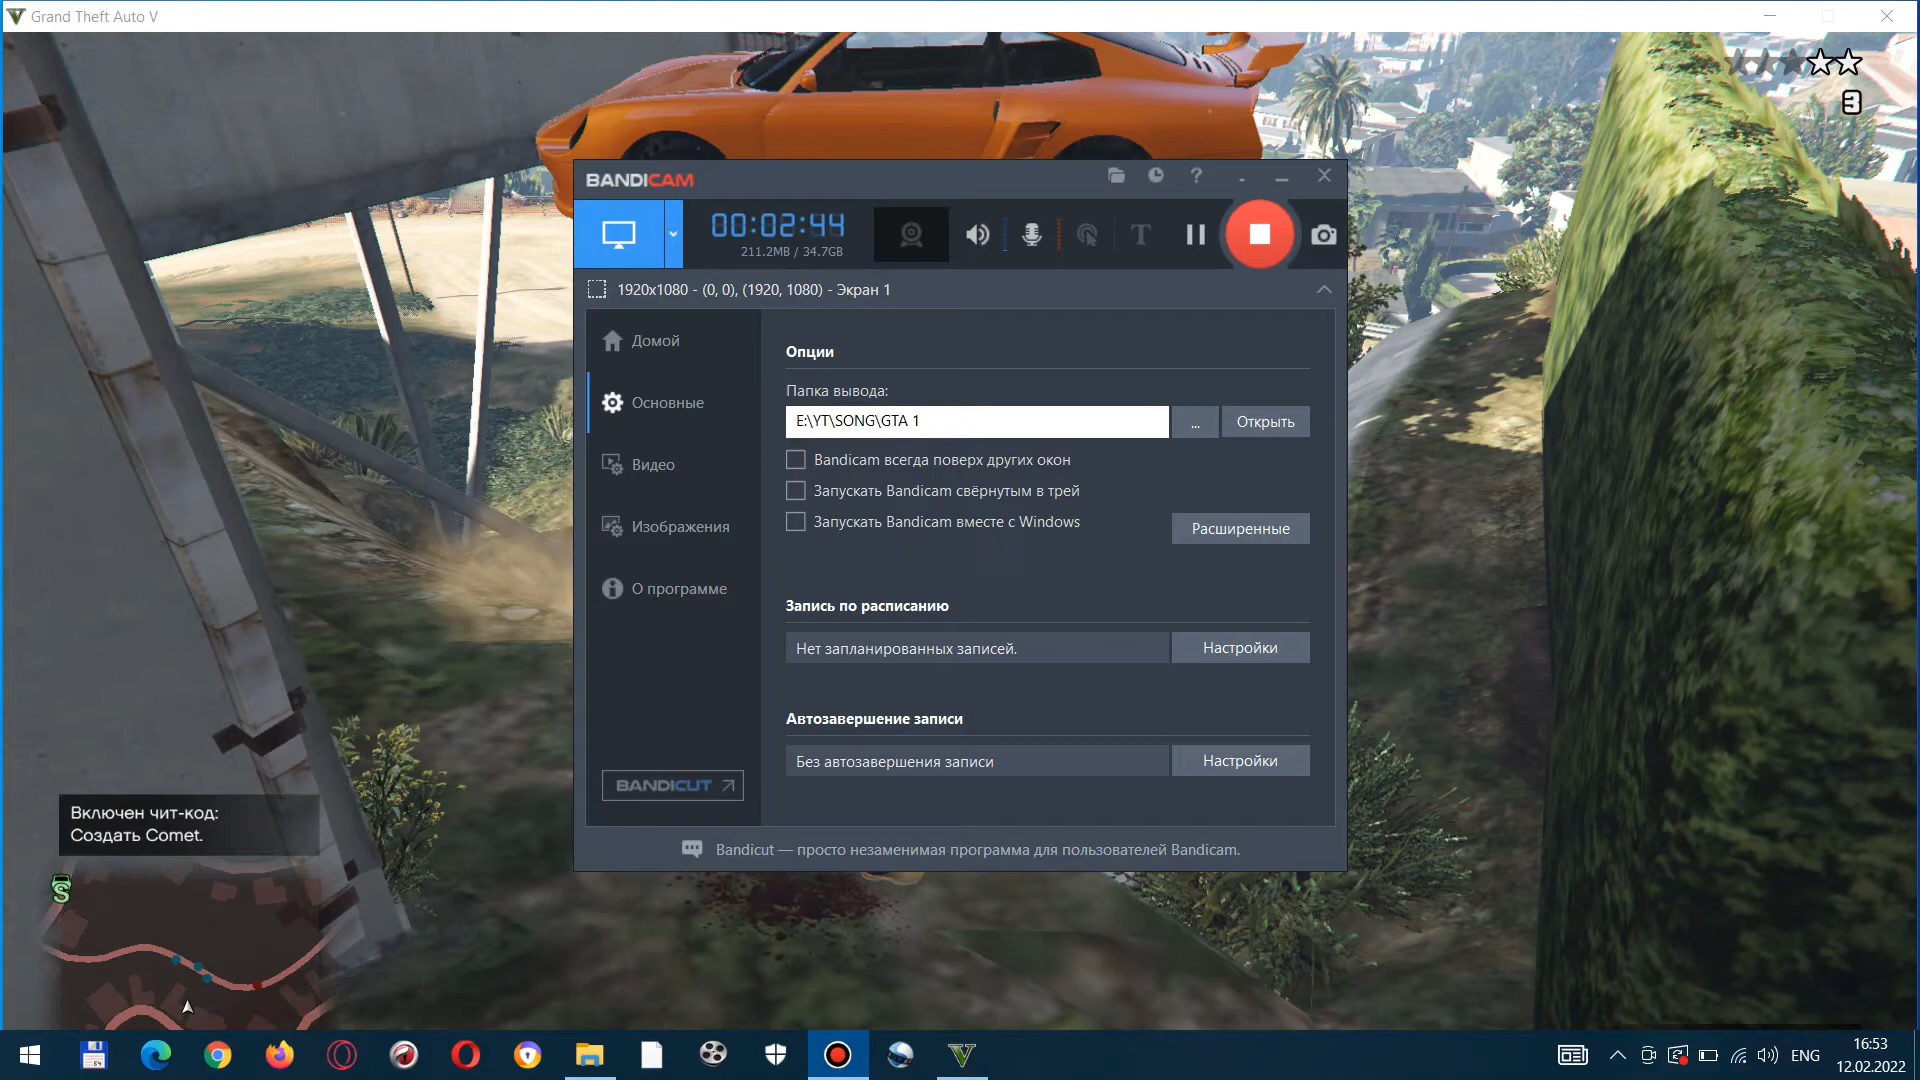 Grand Theft Auto V
3
BANDICAM
?
00:02:44
211.2MB / 34.7GB
T
1920x1080 - (0, 0), (1920, 1080) - Экран 1
Домой
Основные
Видео
Изображения
О программе
BANDICUT
Опции
Папка вывода:
E:\YT\SONG\GTA 1
...
Открыть
Bandicam всегда поверх других окон
Запускать Bandicam свёрнутым в трей
Запускать Bandicam вместе с Windows
Расширенные
Запись по расписанию
Нет запланированных записей.
Настройки
Автозавершение записи
Без автозавершения записи
Настройки
Bandicut — просто незаменимая программа для пользователей Bandicam.
Включен чит-код:
Создать Comet.
S
64
ENG
16:53
12.02.2022